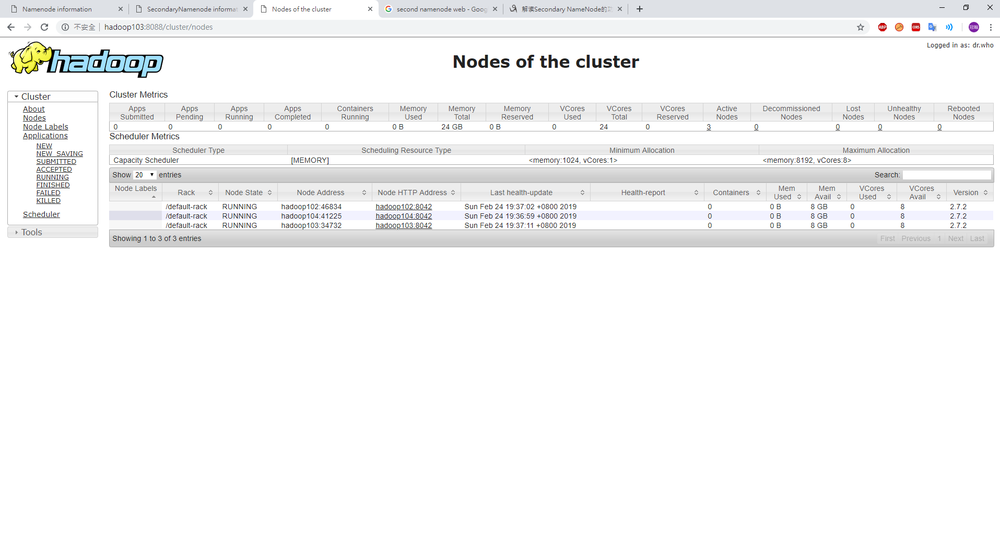 Namenode information
SecondaryNamenode informat
Nodes of the cluster
second namenode web - Goog
解读Secondary NameNode的功
不安全 hadoop103:8088/cluster/nodes
ABP
CORS
冠翰
hadoop
Nodes of the cluster
Logged in as: dr.who
Cluster
About
Nodes
Node Labels
Applications
NEW
NEW_SAVING
SUBMITTED
ACCEPTED
RUNNING
FINISHED
FAILED
KILLED
Scheduler
Tools
Cluster Metrics
Apps Submitted Apps Pending Apps Running Apps Completed Containers Running Memory Used Memory Total Memory Reserved VCores Used VCores Total VCores Reserved Active Nodes Decommissioned Nodes Lost Nodes Unhealthy Nodes Rebooted Nodes
0 0 0 0 0 0 B 24 GB 0 B 0 24 0 3 0 0 0 0
Scheduler Metrics
Scheduler Type Scheduling Resource Type Minimum Allocation Maximum Allocation
Capacity Scheduler [MEMORY] <memory:1024, vCores:1> <memory:8192, vCores:8>
Show 20 entries Search:
Node Labels Rack Node State Node Address Node HTTP Address Last health-update Health-report Containers Mem Used Mem Avail VCores Used VCores Avail Version
/default-rack RUNNING hadoop102:46834 hadoop102:8042 Sun Feb 24 19:37:02 +0800 2019 0 0 B 8 GB 0 8 2.7.2
/default-rack RUNNING hadoop104:41225 hadoop104:8042 Sun Feb 24 19:36:59 +0800 2019 0 0 B 8 GB 0 8 2.7.2
/default-rack RUNNING hadoop103:34732 hadoop103:8042 Sun Feb 24 19:37:11 +0800 2019 0 0 B 8 GB 0 8 2.7.2
Showing 1 to 3 of 3 entries First Previous 1 Next Last